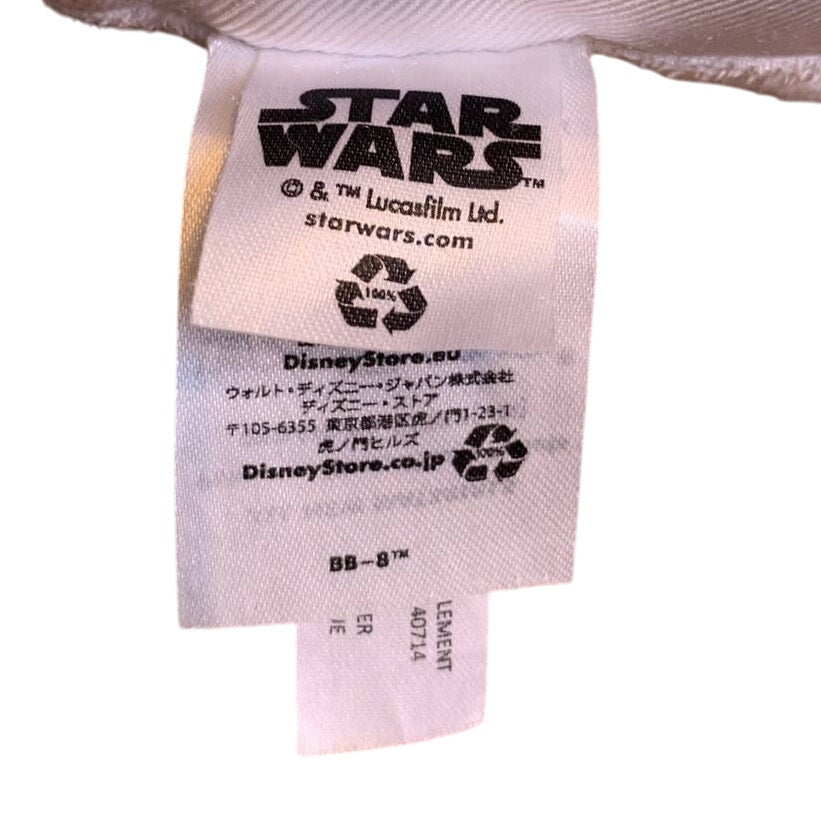 STAR
WARS™
© & ™ Lucasfilm Ltd.
starwars.com
100%
DisneyStore.eu
ウォルト・ディズニー・ジャパン株式会社
ディズニー・ストア
〒105-6355 東京都港区虎ノ門1-23-1
虎ノ門ヒルズ
DisneyStore.co.jp
100%
BB-8™
LEMENT
40714
ER
UE